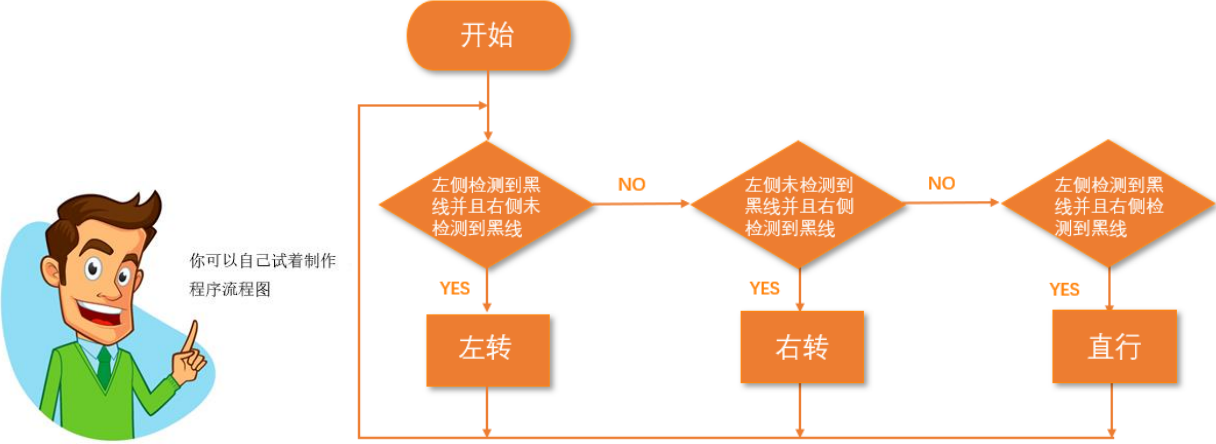 开始
左侧检测到黑
线并且右侧未
检测到黑线
NO
左侧未检测到
黑线并且右侧
检测到黑线
NO
左侧检测到黑
线并且右侧检
测到黑线
你可以自己试着制作
程序流程图
YES
YES
YES
左转
右转
直行